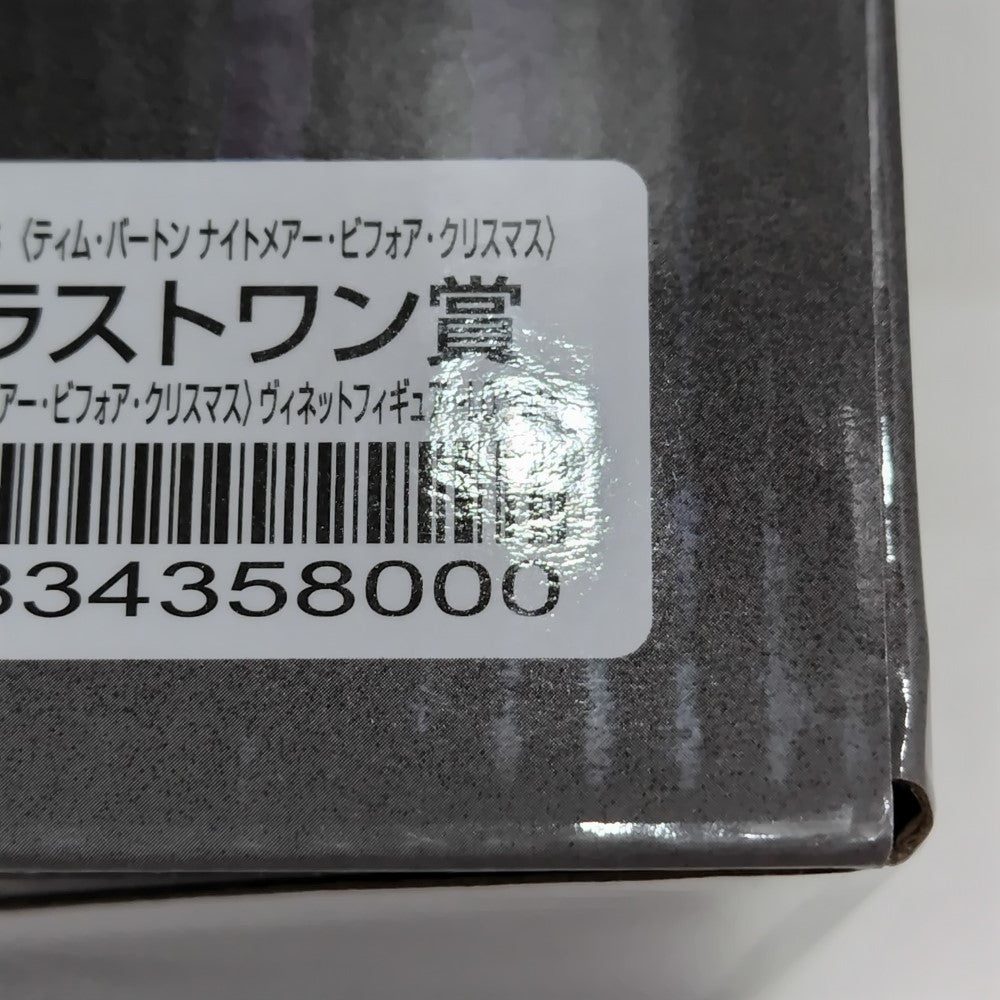 〈ティム・バートン ナイトメアー・ビフォア・クリスマス〉
ラストワン賞
アー・ビフォア・クリスマス〉ヴィネットフィギュア
334358000